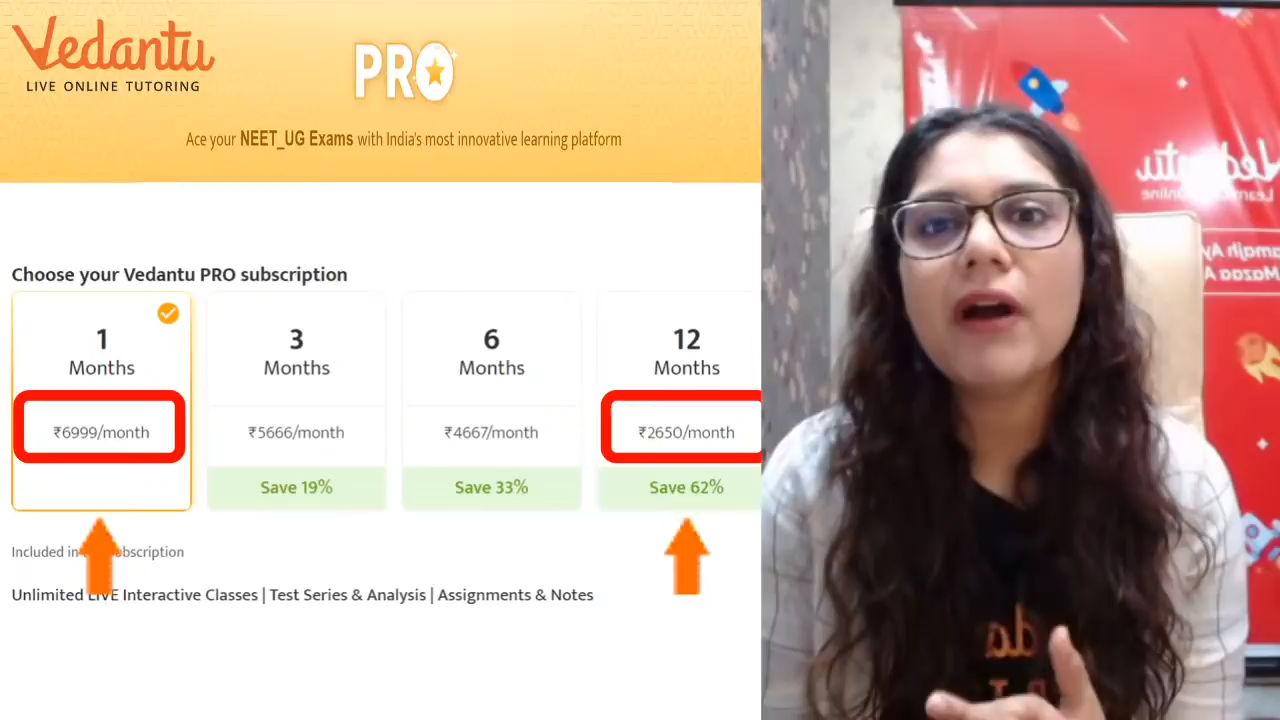 Vedantu
LIVE ONLINE TUTORING
PRO
Ace your NEET_UG Exams with India's most innovative learning platform
Choose your Vedantu PRO subscription
1
Months
₹6999/month
3
Months
₹5666/month
Save 19%
6
Months
₹4667/month
Save 33%
12
Months
₹2650/month
Save 62%
Included in subscription
Unlimited LIVE Interactive Classes | Test Series & Analysis | Assignments & Notes
Vedantu